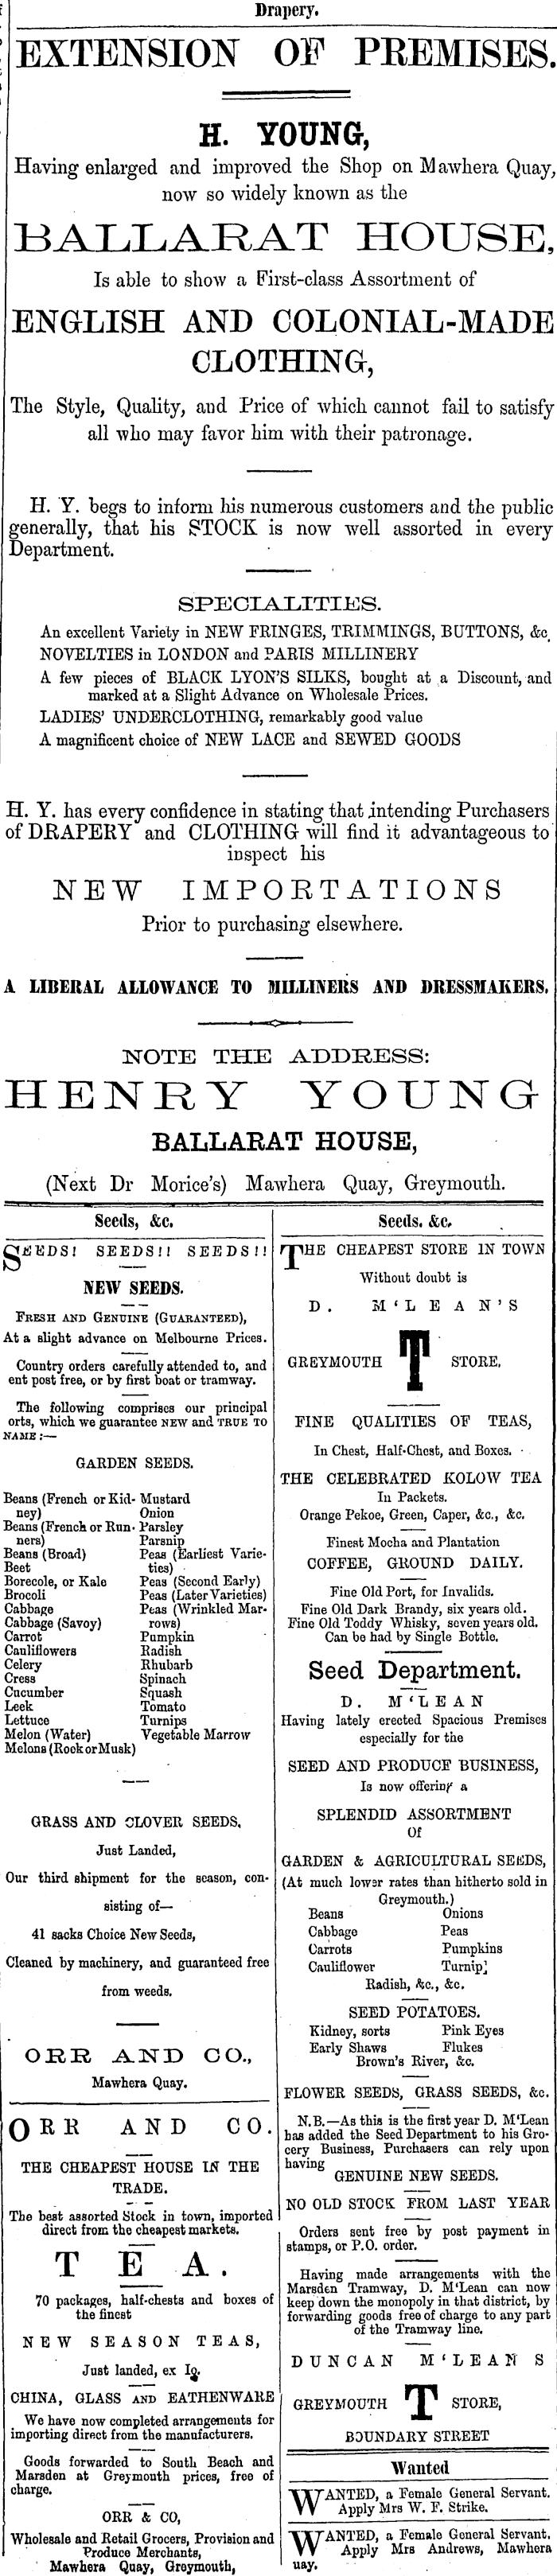 Drapery.
EXTENSION OF PREMISES.
H. YOUNG,
Having enlarged and improved the Shop on Mawhera Quay,
now so widely known as the
BALLARAT HOUSE,
Is able to show a First-class Assortment of
ENGLISH AND COLONIAL-MADE
CLOTHING,
The Style, Quality, and Price of which cannot fail to satisfy
all who may favor him with their patronage.
H. Y. begs to inform his numerous customers and the public
generally, that his STOCK is now well assorted in every
Department.
SPECIALITIES.
An excellent Variety in NEW FRINGES, TRIMMINGS, BUTTONS, &c.
NOVELTIES in LONDON and PARIS MILLINERY
A few pieces of BLACK LYON'S SILKS, bought at a Discount, and
marked at a Slight Advance on Wholesale Prices.
LADIES' UNDERCLOTHING, remarkably good value
A magnificent choice of NEW LACE and SEWED GOODS
H. Y. has every confidence in stating that intending Purchasers
of DRAPERY and CLOTHING will find it advantageous to
inspect his
NEW IMPORTATIONS
Prior to purchasing elsewhere.
A LIBERAL ALLOWANCE TO MILLINERS AND DRESSMAKERS.
NOTE THE ADDRESS:
HENRY YOUNG
BALLARAT HOUSE,
(Next Dr Morice's) Mawhera Quay, Greymouth.
Seeds, &c.
SEEDS! SEEDS!! SEEDS!!
NEW SEEDS.
FRESH AND GENUINE (GUARANTEED),
At a slight advance on Melbourne Prices.
Country orders carefully attended to, and
ent post free, or by first boat or tramway.
The following comprises our principal
orts, which we guarantee NEW and TRUE TO
NAME:—
GARDEN SEEDS.
Beans (French or Kid-
ney)
Beans (French or Run-
ners)
Beans (Broad)
Beet
Borecole, or Kale
Brocoli
Cabbage
Cabbage (Savoy)
Carrot
Cauliflowers
Celery
Cress
Cucumber
Leek
Lettuce
Melon (Water)
Melons (Rock or Musk)
Mustard
Onion
Parsley
Parsnip
Peas (Earliest Varie-
ties)
Peas (Second Early)
Peas (Later Varieties)
Peas (Wrinkled Mar-
rows)
Pumpkin
Radish
Rhubarb
Spinach
Squash
Tomato
Turnips
Vegetable Marrow
GRASS AND CLOVER SEEDS,
Just Landed,
Our third shipment for the season, con-
sisting of—
41 sacks Choice New Seeds,
Cleaned by machinery, and guaranteed free
from weeds.
ORR AND CO.,
Mawhera Quay.
ORR AND CO.
THE CHEAPEST HOUSE IN THE
TRADE.
The best assorted Stock in town, imported
direct from the cheapest markets.
TEA.
70 packages, half-chests and boxes of
the finest
NEW SEASON TEAS,
Just landed, ex Io.
CHINA, GLASS AND EATHENWARE
We have now completed arrangements for
importing direct from the manufacturers.
Goods forwarded to South Beach and
Marsden at Greymouth prices, free of
charge.
ORR & CO,
Wholesale and Retail Grocers, Provision and
Produce Merchants,
Mawhera Quay, Greymouth,
Seeds. &c.
THE CHEAPEST STORE IN TOWN
Without doubt is
D. M'LEAN'S
GREYMOUTH T STORE,
FINE QUALITIES OF TEAS,
In Chest, Half-Chest, and Boxes.
THE CELEBRATED KOLOW TEA
In Packets.
Orange Pekoe, Green, Caper, &c., &c.
Finest Mocha and Plantation
COFFEE, GROUND DAILY.
Fine Old Port, for Invalids.
Fine Old Dark Brandy, six years old.
Fine Old Toddy Whisky, seven years old.
Can be had by Single Bottle.
Seed Department.
D. M'LEAN
Having lately erected Spacious Premises
especially for the
SEED AND PRODUCE BUSINESS,
Is now offering a
SPLENDID ASSORTMENT
Of
GARDEN & AGRICULTURAL SEEDS,
(At much lower rates than hitherto sold in
Greymouth.)
Beans Onions
Cabbage Peas
Carrots Pumpkins
Cauliflower Turnip
Radish, &c., &c.
SEED POTATOES.
Kidney, sorts Pink Eyes
Early Shaws Flukes
Brown's River, &c.
FLOWER SEEDS, GRASS SEEDS, &c.
N.B.—As this is the first year D. M'Lean
has added the Seed Department to his Gro-
cery Business, Purchasers can rely upon
having
GENUINE NEW SEEDS.
NO OLD STOCK FROM LAST YEAR
Orders sent free by post payment in
stamps, or P.O. order.
Having made arrangements with the
Marsden Tramway, D. M'Lean can now
keep down the monopoly in that district, by
forwarding goods free of charge to any part
of the Tramway line.
DUNCAN M'LEAN S
GREYMOUTH T STORE,
BOUNDARY STREET
Wanted
WANTED, a Female General Servant.
Apply Mrs W. F. Strike.
WANTED, a Female General Servant.
Apply Mrs Andrews, Mawhera
uay.